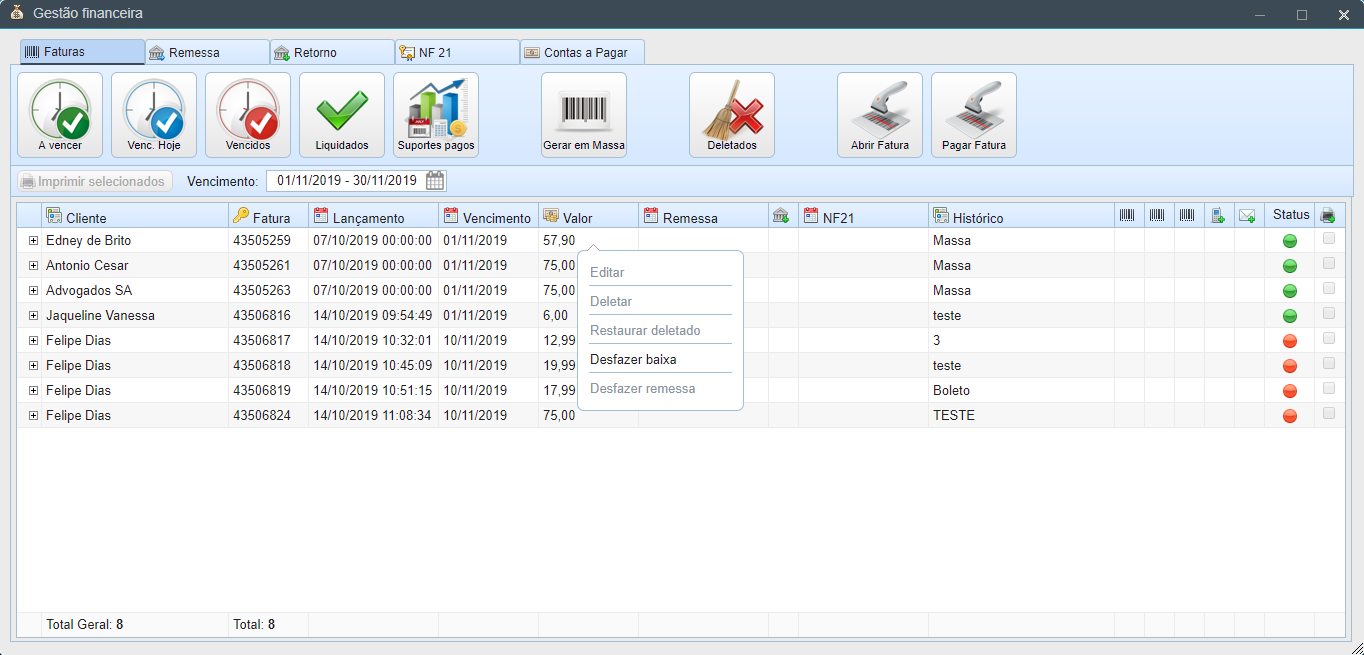 Gestão financeira
Faturas Remessa Retorno NF 21 Contas a Pagar
A vencer Venc. Hoje Vencidos Liquidados Suportes pagos Gerar em Massa Deletados Abrir Fatura Pagar Fatura
Imprimir selecionados Vencimento: 01/11/2019 - 30/11/2019
Cliente Fatura Lançamento Vencimento Valor Remessa NF21 Histórico Status
Edney de Brito 43505259 07/10/2019 00:00:00 01/11/2019 57,90 Massa
Antonio Cesar 43505261 07/10/2019 00:00:00 01/11/2019 75,00 Massa
Advogados SA 43505263 07/10/2019 00:00:00 01/11/2019 75,00 Massa
Jaqueline Vanessa 43506816 14/10/2019 09:54:49 01/11/2019 6,00 teste
Felipe Dias 43506817 14/10/2019 10:32:01 10/11/2019 12,99 3
Felipe Dias 43506818 14/10/2019 10:45:09 10/11/2019 19,99 teste
Felipe Dias 43506819 14/10/2019 10:51:15 10/11/2019 17,99 Boleto
Felipe Dias 43506824 14/10/2019 11:08:34 10/11/2019 75,00 TESTE
Editar
Deletar
Restaurar deletado
Desfazer baixa
Desfazer remessa
Total Geral: 8 Total: 8